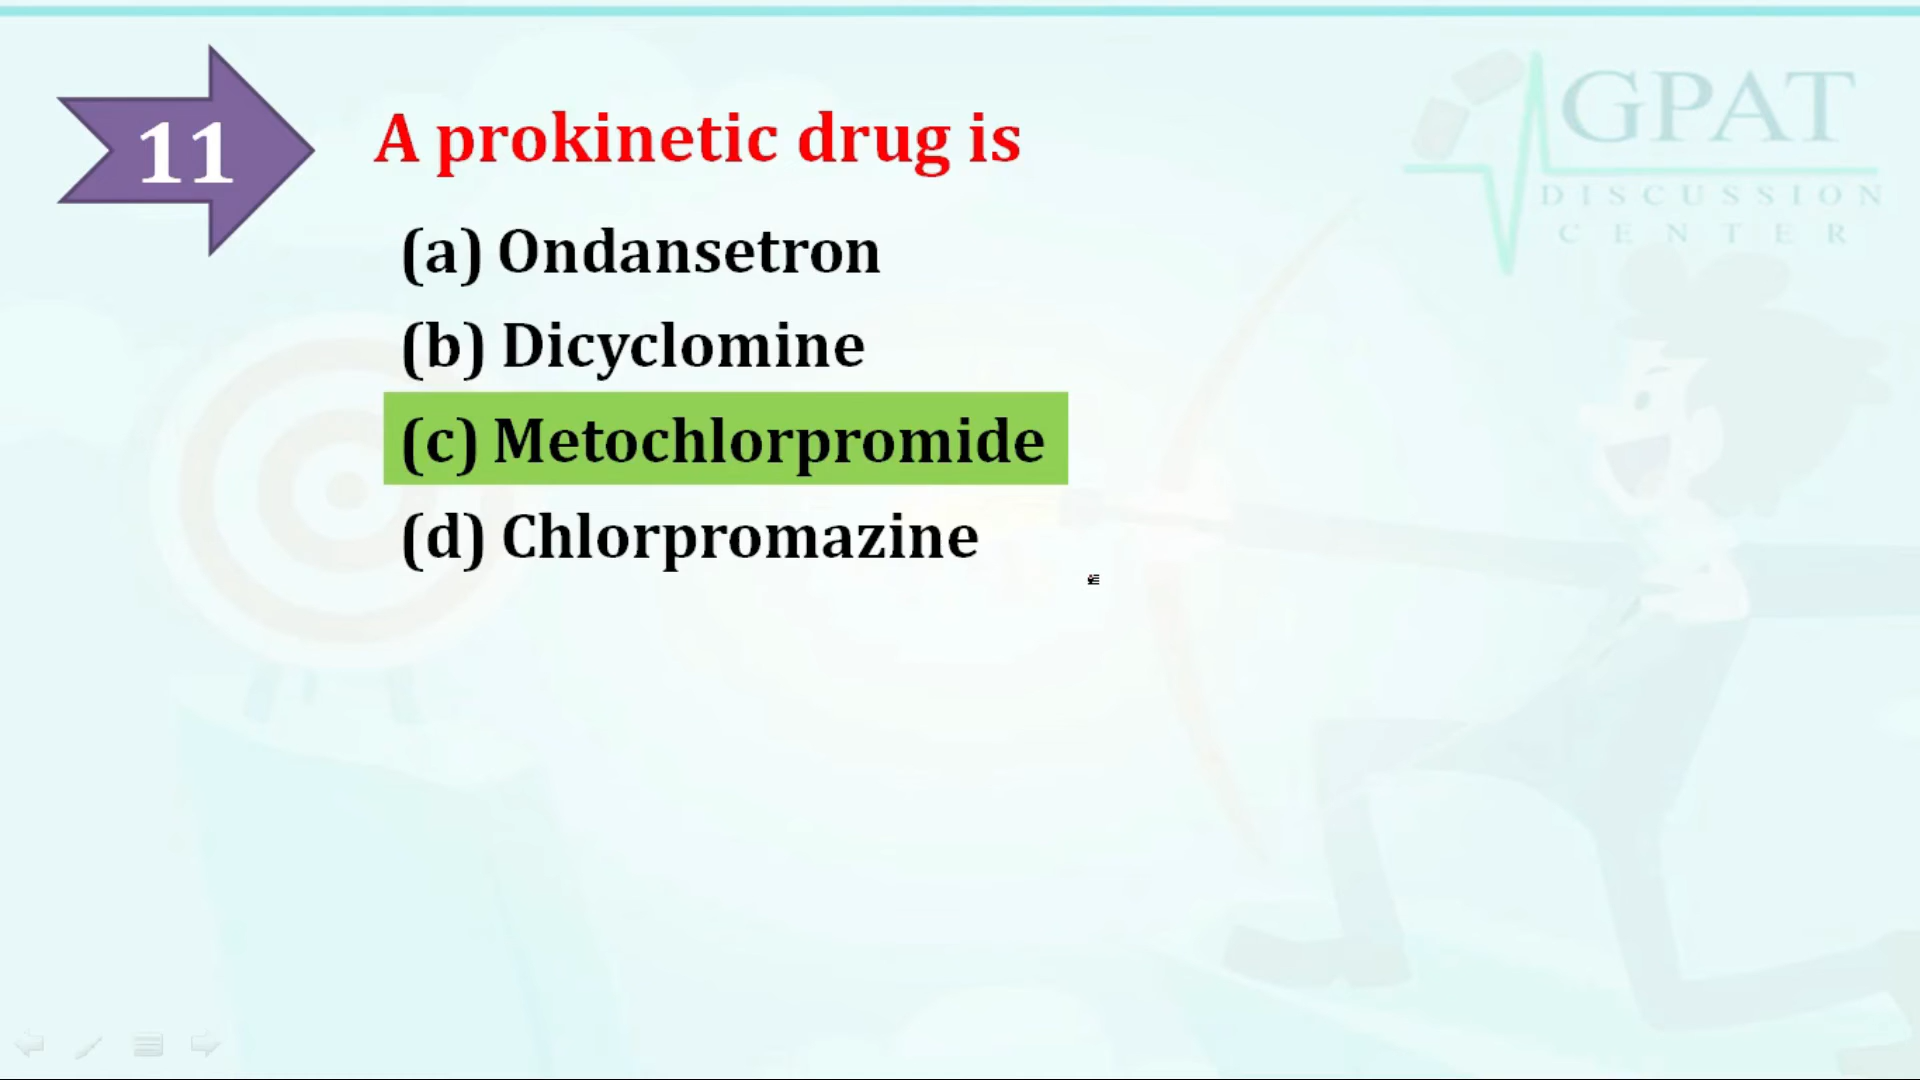 11
A prokinetic drug is
(a) Ondansetron
(b) Dicyclomine
(c) Metochlorpromide
(d) Chlorpromazine
GPAT
DISCUSSION
CENTER